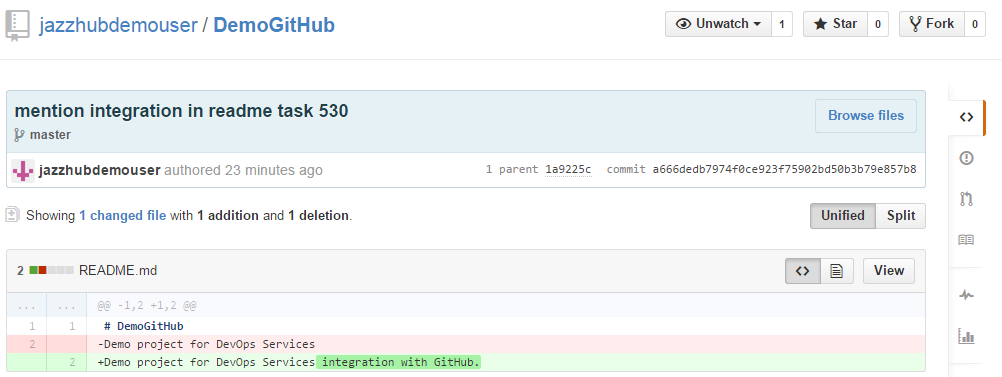 jazzhubdemouser / DemoGitHub
Unwatch 1 Star 0 Fork 0
mention integration in readme task 530
Browse files
master
jazzhubdemouser authored 23 minutes ago 1 parent 1a9225c commit a666dedb7974f0ce923f75902bd50b3b79e857b8
Showing 1 changed file with 1 addition and 1 deletion. Unified Split
2 README.md View
... ... @@ -1,2 +1,2 @@
1 1 # DemoGitHub
2 -Demo project for DevOps Services
2 +Demo project for DevOps Services integration with GitHub.